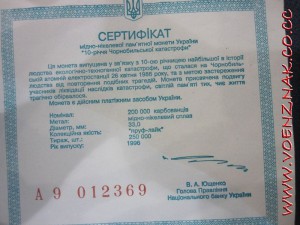 СЕРТИФІКАТ
мідно-нікелевої пам'ятної монети України
"10-річчя Чорнобильської катастрофи"
Ця монета випущена у зв'язку з 10-ою річницею найбільшої в історії
людства екологічно-техногенної катастрофи, що сталася на Чорнобиль-
ській атомній електростанції 26 квітня 1986 року, та з метою застереження
людей від повторення подібних трагедій. Монета присвячена подвигу
учасників ліквідації наслідків катастрофи, світлій пам'яті тих, чиє життя
трагічно обірвалося.
Монета є дійсним платіжним засобом України.
Номінал: 200 000 карбованців
Метал: мідно-нікелевий сплав
Діаметр, мм: 33,0
Колекційна якість: "пруф-лайк"
Тираж, шт.: 250 000
Рік випуску: 1996
В. А. Ющенко
Голова Правління
Національного банку України
А 9 012369
WWW.VOENZNAK.CO.CC